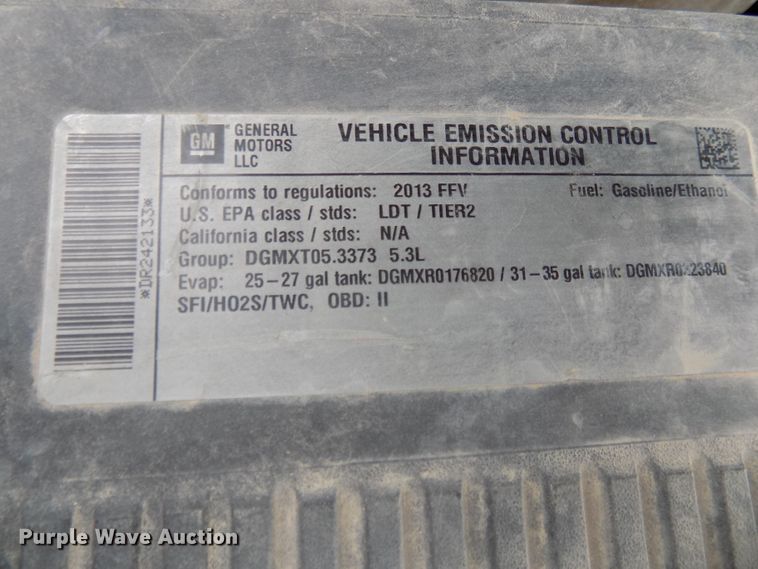 GM
GENERAL
MOTORS
LLC
VEHICLE EMISSION CONTROL
INFORMATION
Conforms to regulations: 2013 FFV Fuel: Gasoline/Ethanol
U.S. EPA class / stds: LDT / TIER2
California class / stds: N/A
Group: DGMXT05.3373 5.3L
Evap: 25-27 gal tank: DGMXR0176820 / 31-35 gal tank: DGMXR0223840
SFI/HO2S/TWC, OBD: II
*DR242133*
Purple Wave Auction